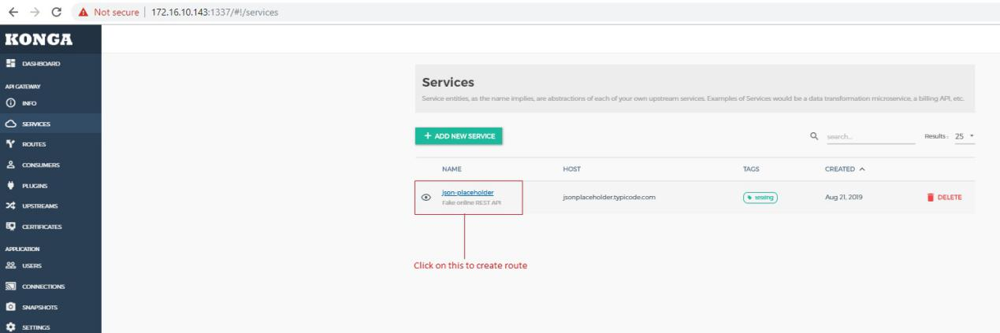 Not secure | 172.16.10.143:1337/#!/services
KONGA
DASHBOARD
API GATEWAY
INFO
SERVICES
ROUTES
CONSUMERS
PLUGINS
UPSTREAMS
CERTIFICATES
APPLICATION
USERS
CONNECTIONS
SNAPSHOTS
SETTINGS
Services
Service entities, as the name implies, are abstractions of each of your own upstream services. Examples of Services would be a data transformation microservice, a billing API, etc.
+ ADD NEW SERVICE
search...
Results : 25
NAME HOST TAGS CREATED
json-placeholder jsonplaceholder.typicode.com Aug 21, 2019 DELETE
Fake online REST API
Click on this to create route